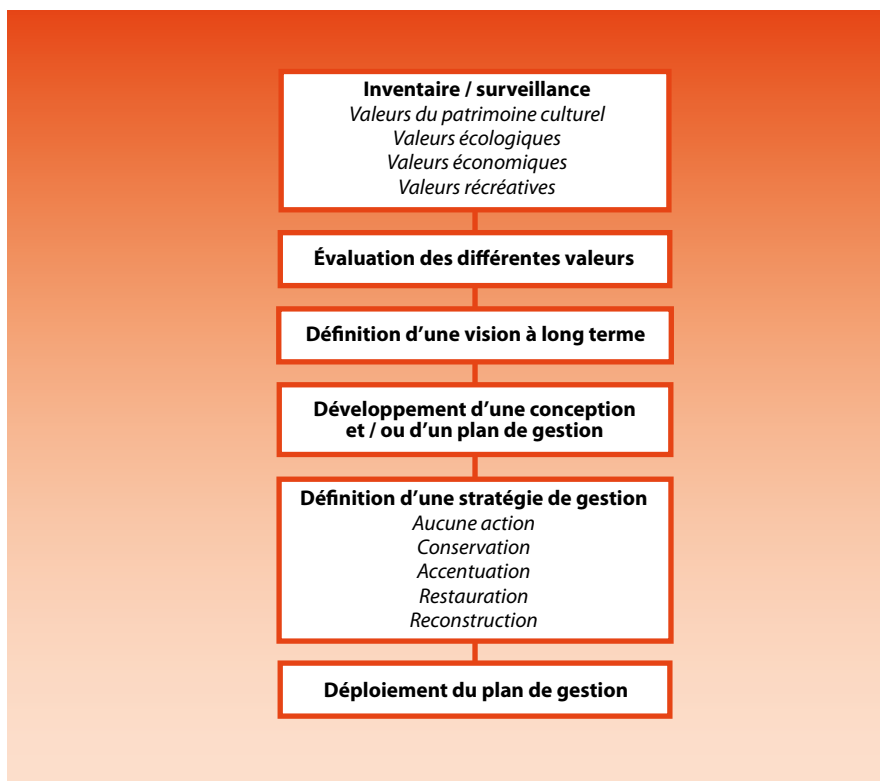 Inventaire / surveillance
Valeurs du patrimoine culturel
Valeurs écologiques
Valeurs économiques
Valeurs récréatives
Évaluation des différentes valeurs
Définition d’une vision à long terme
Développement d’une conception
et / ou d’un plan de gestion
Définition d’une stratégie de gestion
Aucune action
Conservation
Accentuation
Restauration
Reconstruction
Déploiement du plan de gestion